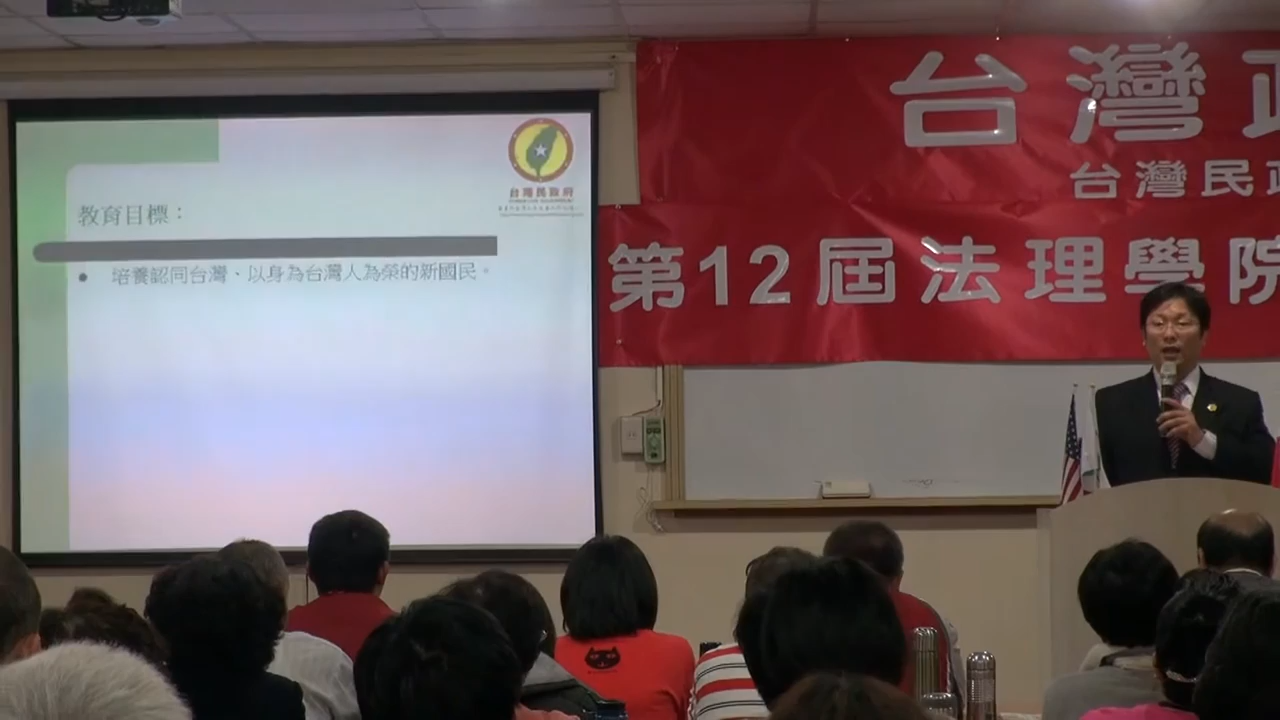 台灣民政府
教育目標：
● 培養認同台灣、以身為台灣人為榮的新國民。
台灣
台灣民政
第12屆法理學院